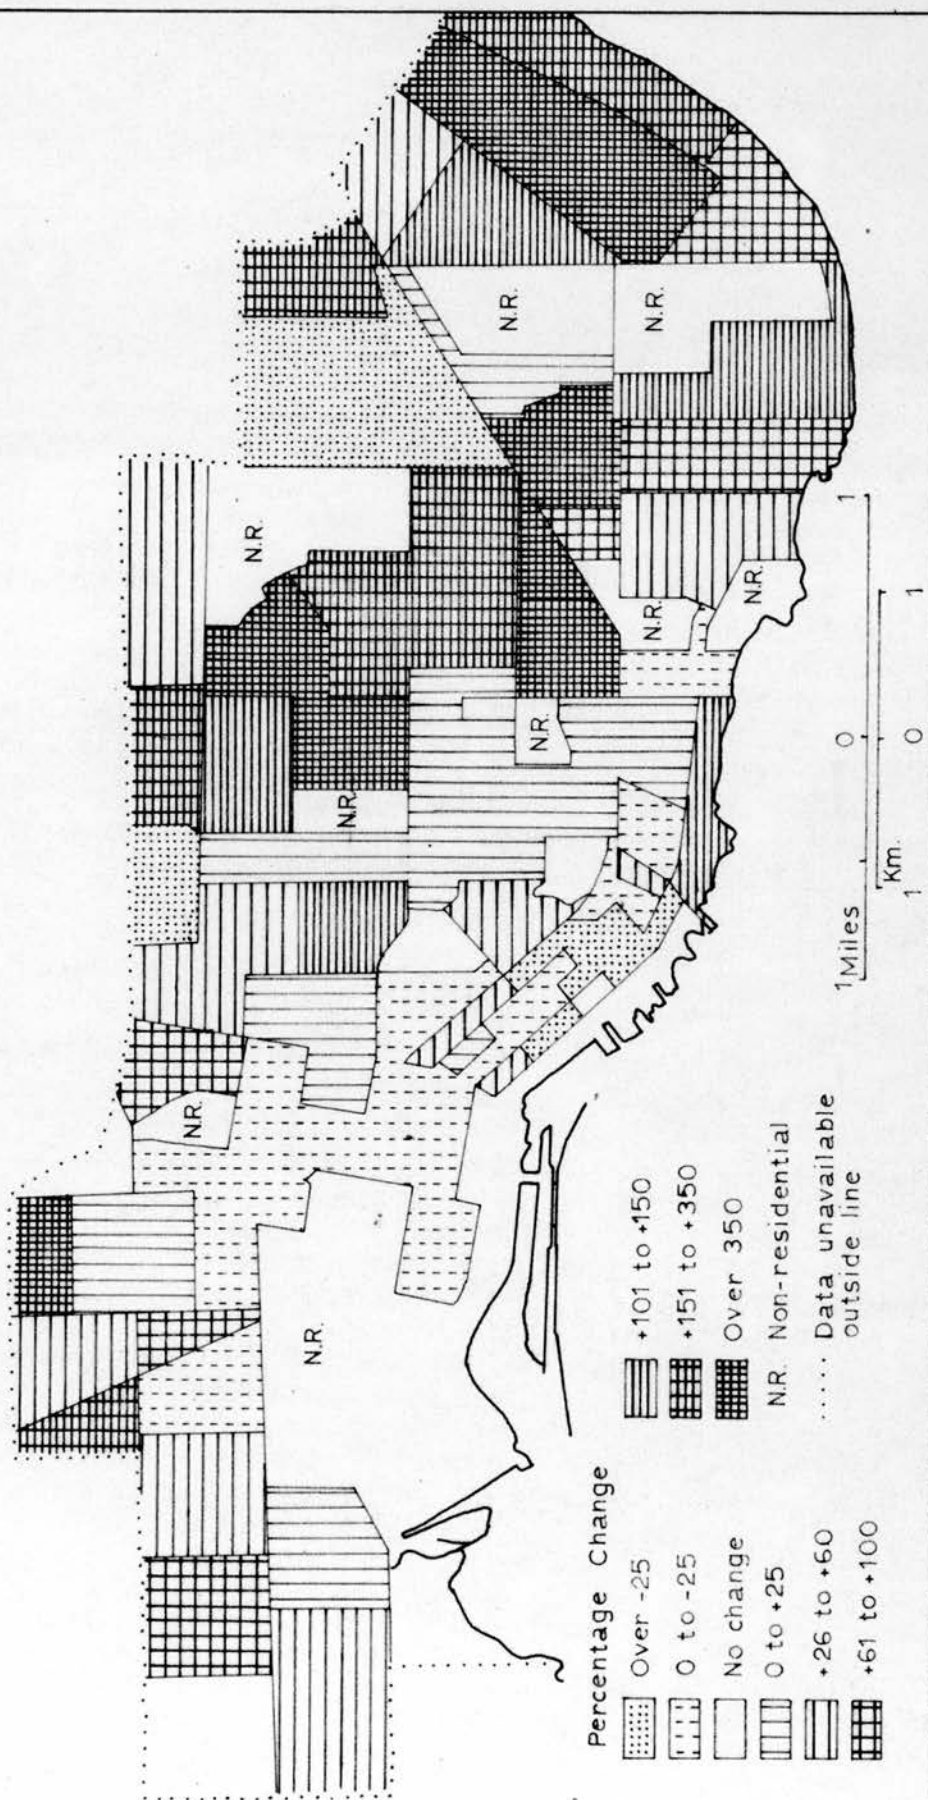 N.R.
N.R.
N.R.
N.R.
N.R.
N.R.
N.R.
N.R.
N.R.
N.R.
1 Miles 0 1
1 Km. 0 1
Percentage Change
Over -25
0 to -25
No change
0 to +25
+26 to +60
+61 to +100
+101 to +150
+151 to +350
Over 350
N.R. Non-residential
Data unavailable
outside line